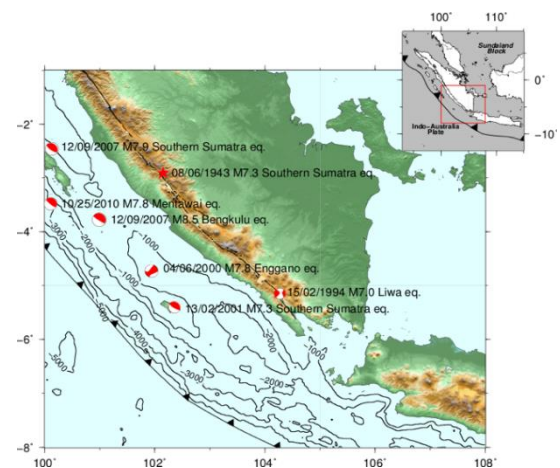 100° 110°
Sundaland
Block
0°
Indo-Australia
Plate
−10°
−2°
12/09/2007 M7.9 Southern Sumatra eq.
08/06/1943 M7.3 Southern Sumatra eq.
10/25/2010 M7.8 Mentawai eq.
12/09/2007 M8.5 Bengkulu eq.
−4°
04/06/2000 M7.8 Enggano eq.
15/02/1994 M7.0 Liwa eq.
13/02/2001 M7.3 Southern Sumatra eq.
−6°
−8°
−1000
−3000
−1000
−2000
−1000
−5000
−4000
−3000
−2000
−5000
100° 102° 104° 106° 108°